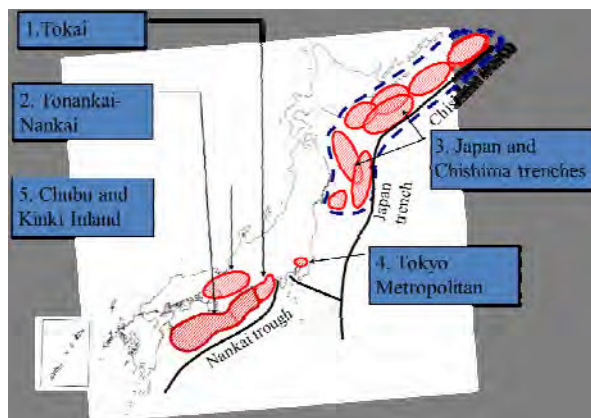 1.Tokai
2. Tonankai-
Nankai
5. Chubu and
Kinki Inland
3. Japan and
Chishima trenches
4. Tokyo
Metropolitan
Japan
trench
Nankai trough